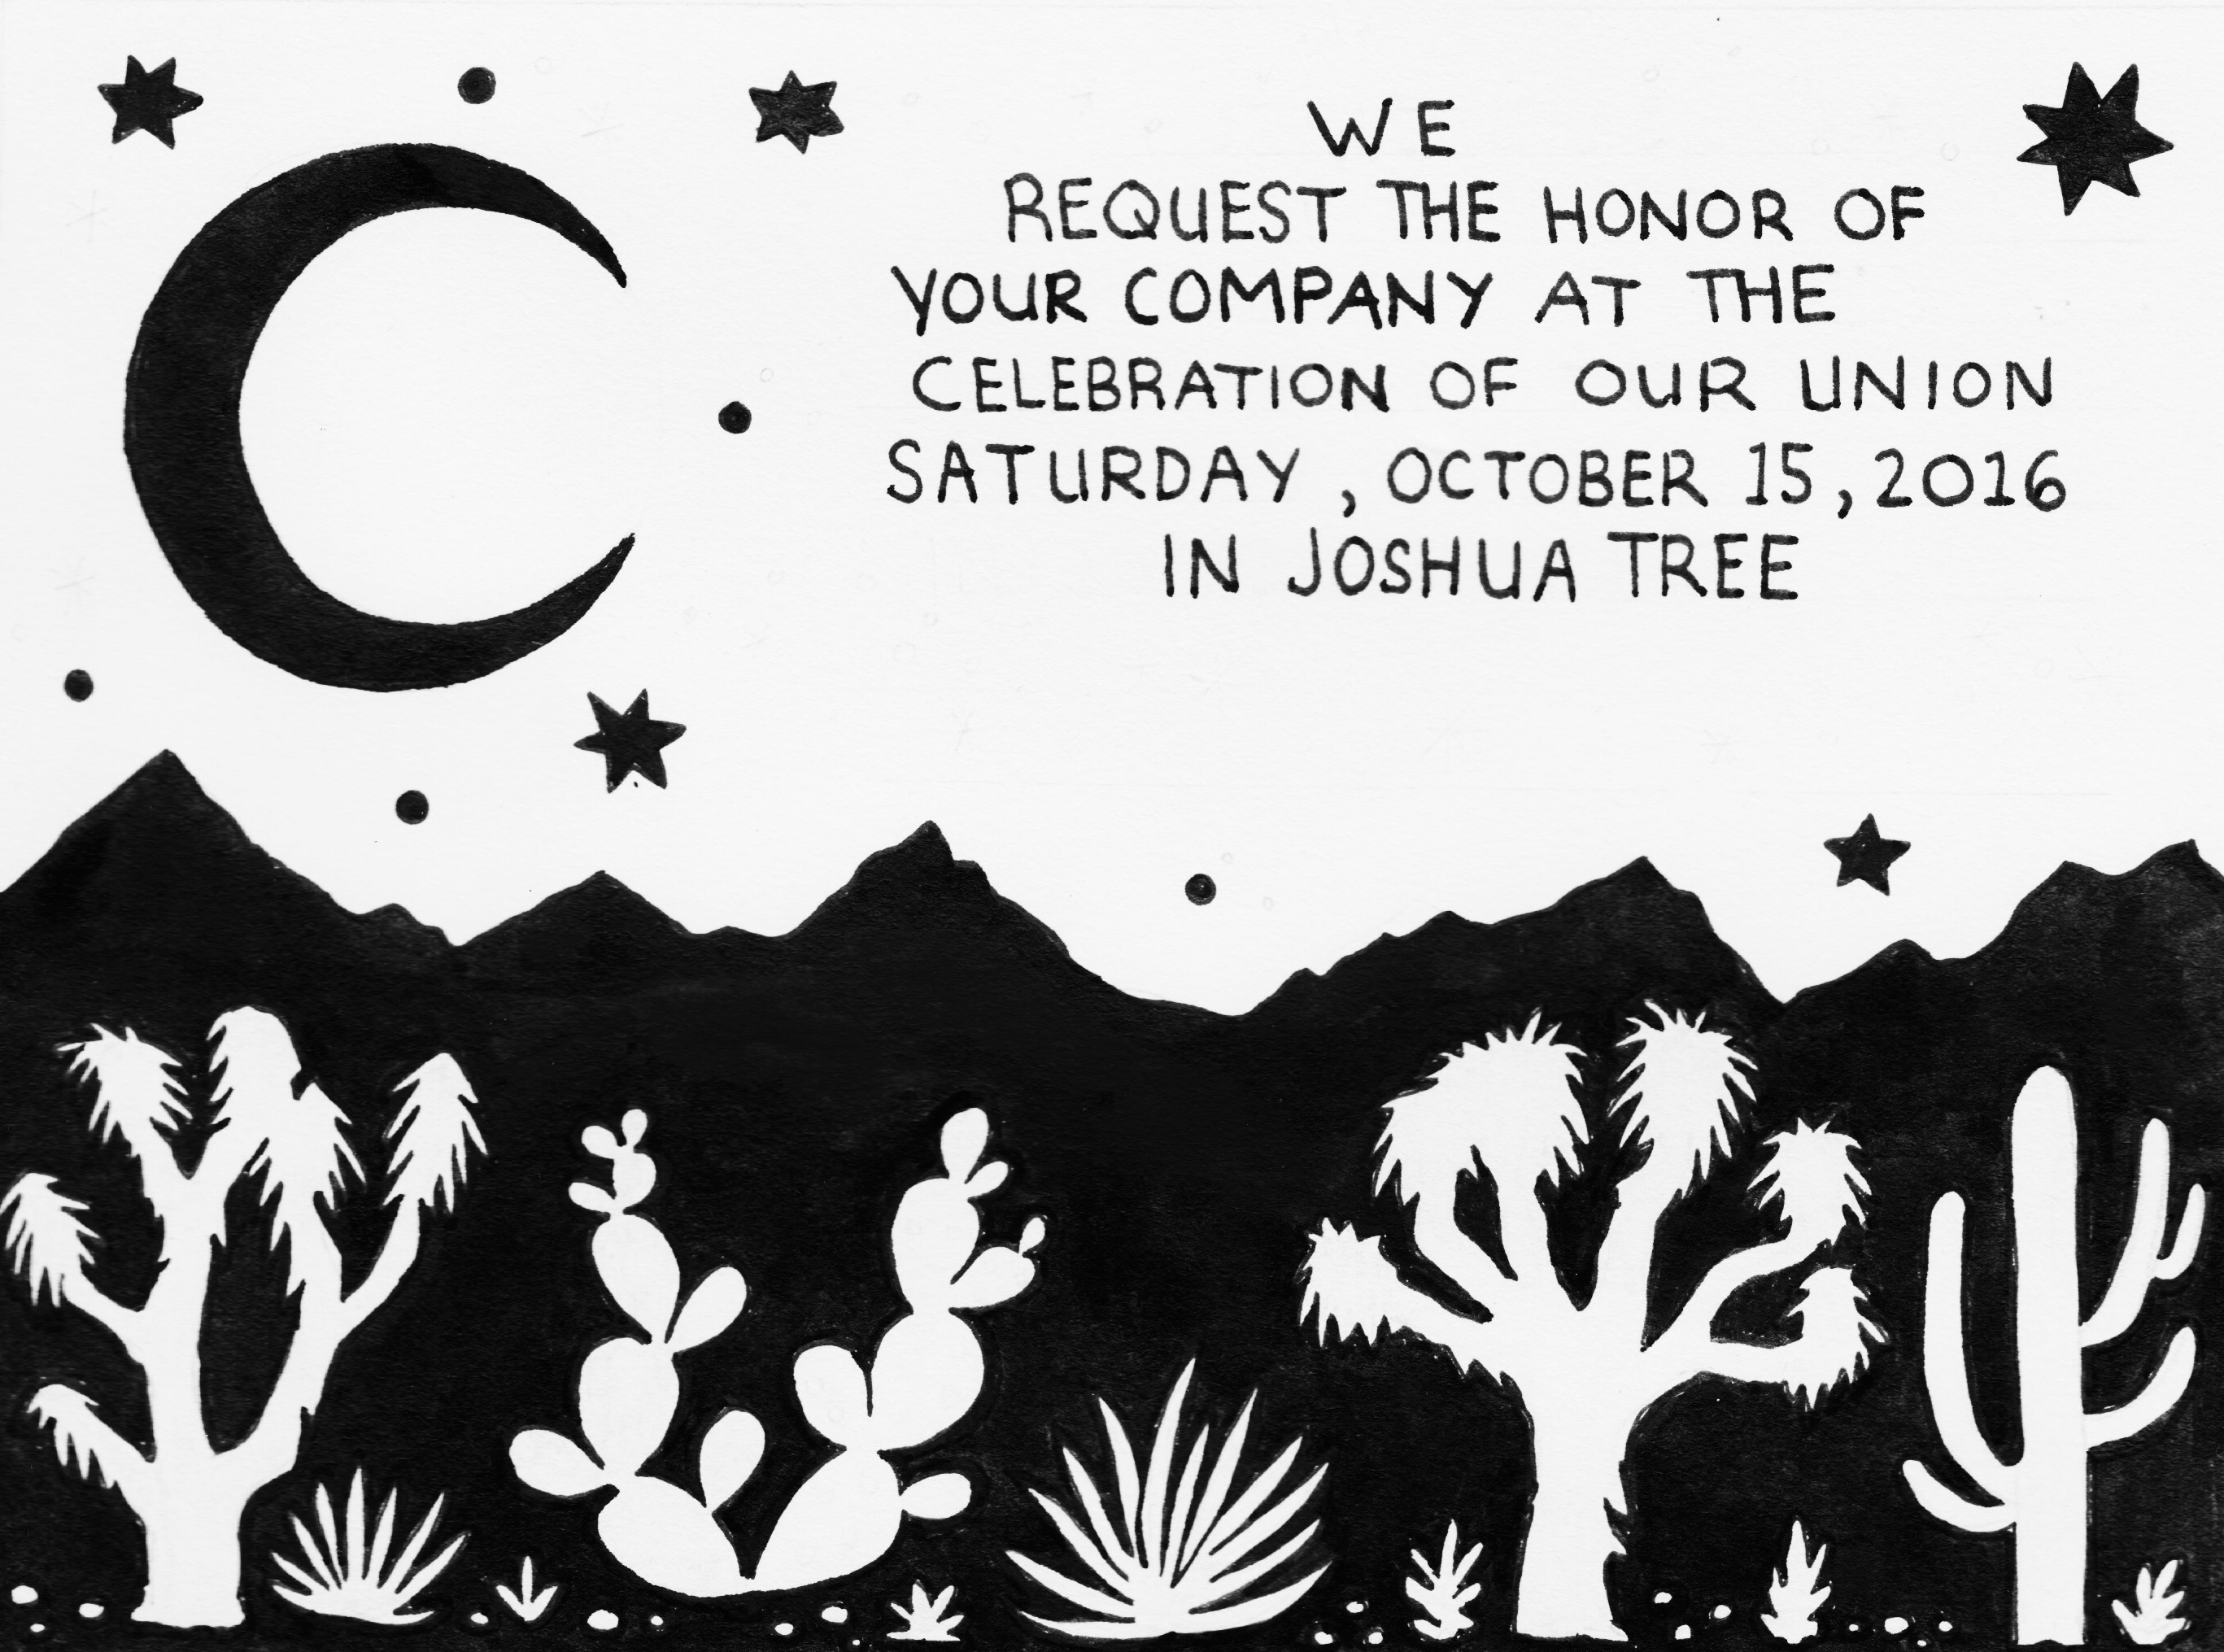 WE
REQUEST THE HONOR OF
YOUR COMPANY AT THE
CELEBRATION OF OUR UNION
SATURDAY, OCTOBER 15, 2016
IN JOSHUA TREE